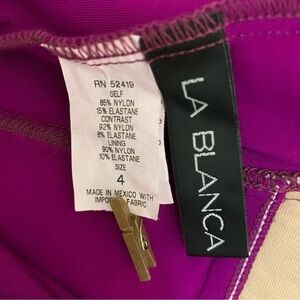 RN 52419
SELF
85% NYLON
15% ELASTANE
CONTRAST
92% NYLON
8% ELASTANE
LINING
90% NYLON
10% ELASTANE
SIZE
4
MADE IN MEXICO WITH
IMPORTED FABRIC
LA BLANCA